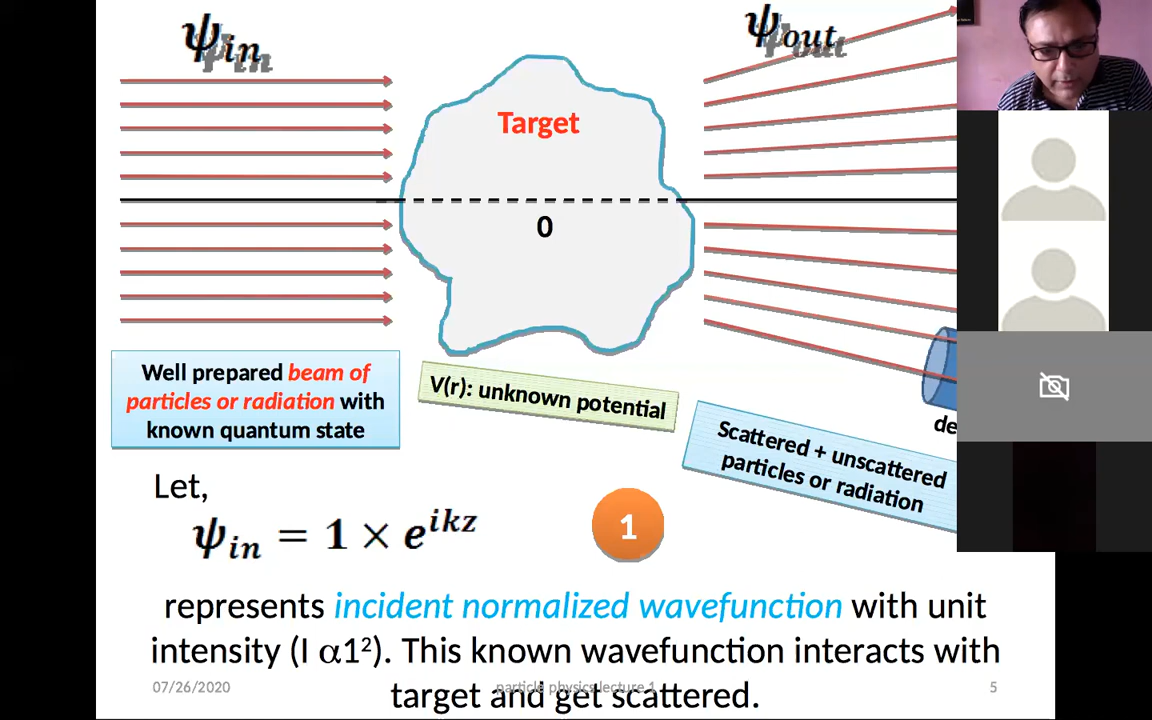 ψin
ψout
Target
0
Well prepared beam of
particles or radiation with
known quantum state
V(r): unknown potential
de
Scattered + unscattered
particles or radiation
Let,
ψin = 1 × e^ikz
1
represents incident normalized wavefunction with unit
intensity (I α1²). This known wavefunction interacts with
target and get scattered.
07/26/2020
particle physics lecture 1
5